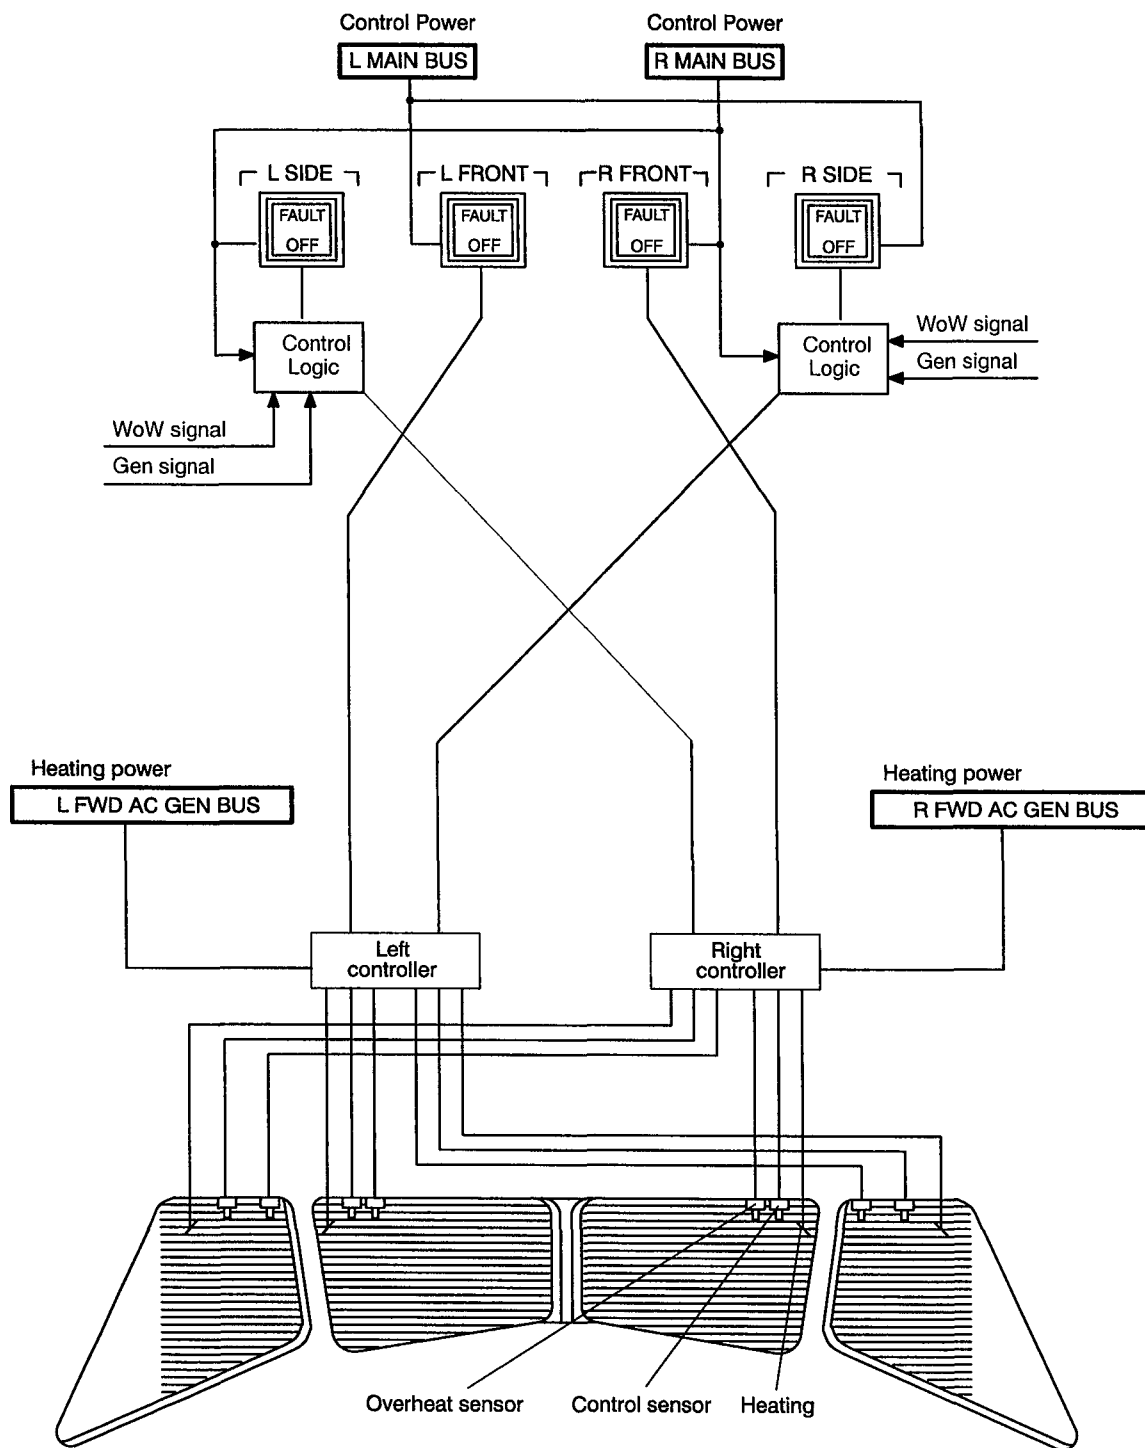 Control Power
Control Power
L MAIN BUS
R MAIN BUS
L SIDE
L FRONT
R FRONT
R SIDE
FAULT
OFF
FAULT
OFF
FAULT
OFF
FAULT
OFF
Control
Logic
Control
Logic
WoW signal
Gen signal
WoW signal
Gen signal
Heating power
L FWD AC GEN BUS
Heating power
R FWD AC GEN BUS
Left
controller
Right
controller
Overheat sensor
Control sensor
Heating